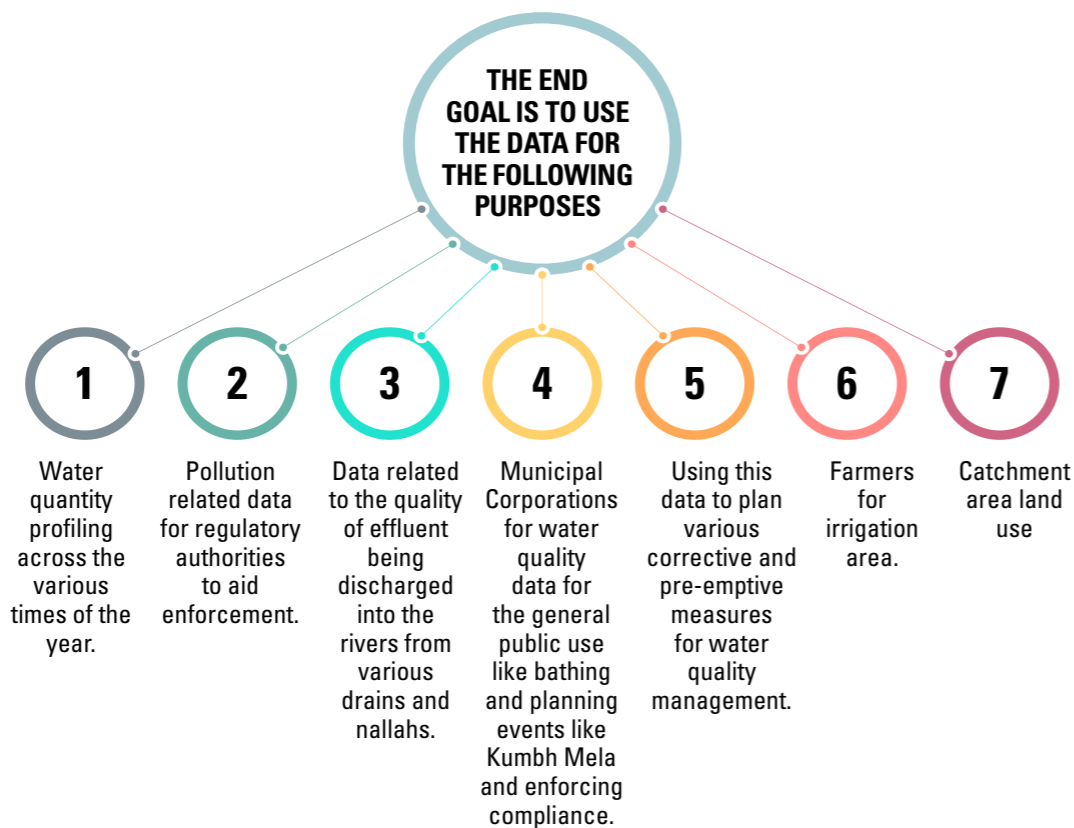 THE END
GOAL IS TO USE
THE DATA FOR
THE FOLLOWING
PURPOSES
1
Water
quantity
profiling
across the
various
times of the
year.
2
Pollution
related data
for regulatory
authorities
to aid
enforcement.
3
Data related
to the quality
of effluent
being
discharged
into the
rivers from
various
drains and
nallahs.
4
Municipal
Corporations
for water
quality
data for
the general
public use
like bathing
and planning
events like
Kumbh Mela
and enforcing
compliance.
5
Using this
data to plan
various
corrective and
pre-emptive
measures
for water
quality
management.
6
Farmers
for
irrigation
area.
7
Catchment
area land
use